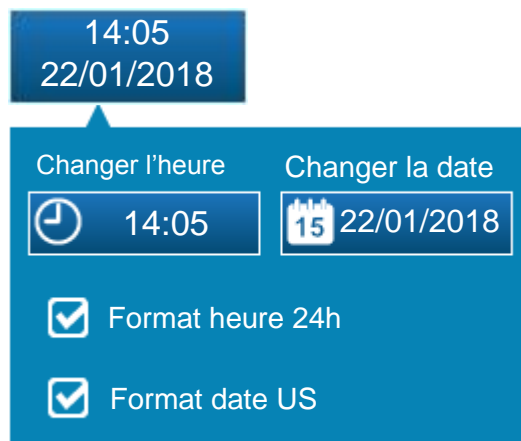 14:05
22/01/2018
Changer l'heure
Changer la date
14:05
15
22/01/2018
Format heure 24h
Format date US